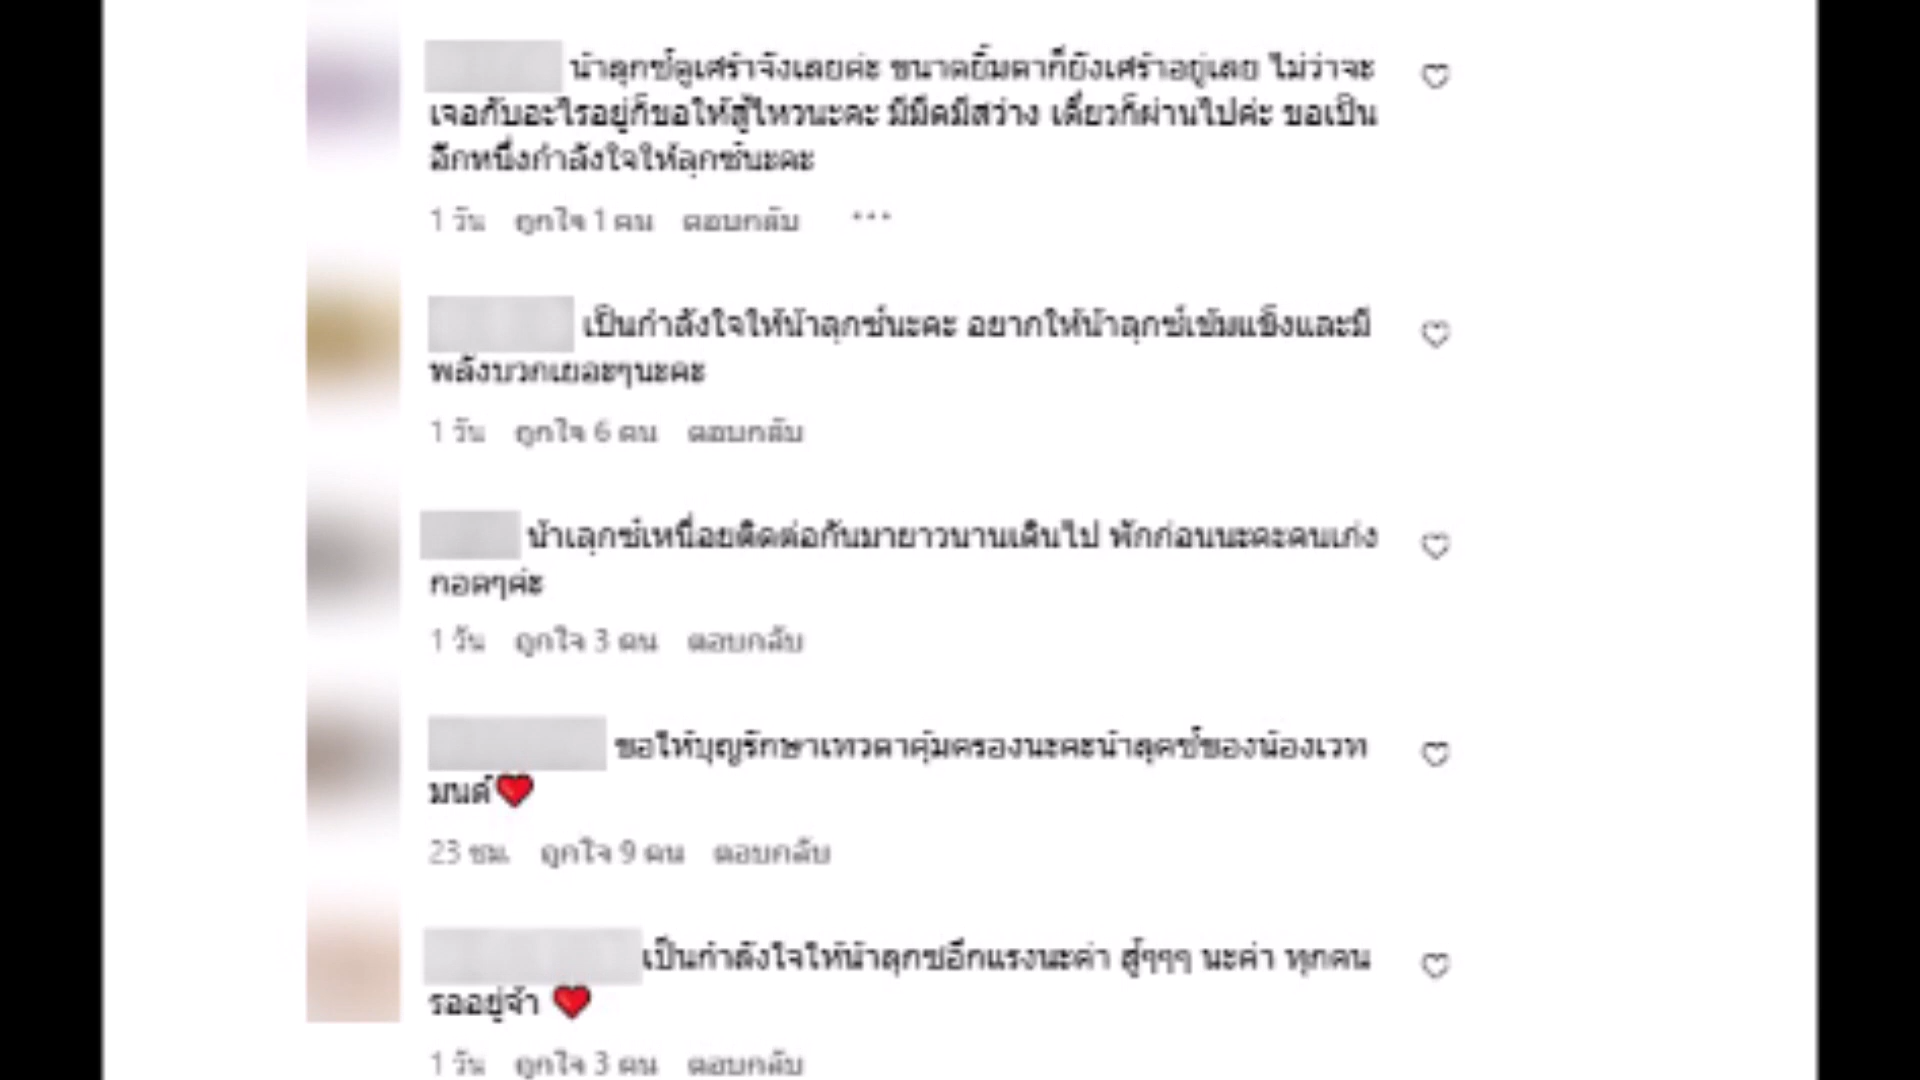 น้าลุกซ์ดูเศร้าจังเลยค่ะ ขนาดยิ้มตาก็ยังเศร้าอยู่เลย ไม่ว่าจะ
เจอกับอะไรอยู่ก็ขอให้สู้ไหวนะคะ มีมืดมีสว่าง เดี๋ยวก็ผ่านไปค่ะ ขอเป็น
อีกหนึ่งกำลังใจให้ลุกซ์นะคะ
1 วัน ถูกใจ 1 คน ตอบกลับ ...
เป็นกำลังใจให้น้าลุกซ์นะคะ อยากให้น้าลุกซ์เข้มแข็งและมี
พลังบวกเยอะๆนะคะ
1 วัน ถูกใจ 6 คน ตอบกลับ
น้าเลุกซ์เหนื่อยติดต่อกันมายาวนานเกินไป พักก่อนนะคะคนเก่ง
กอดๆค่ะ
1 วัน ถูกใจ 3 คน ตอบกลับ
ขอให้บุญรักษาเทวดาคุ้มครองนะคะน้าลุคซ์ของน้องเวท
มนต์❤️
23 ชม. ถูกใจ 9 คน ตอบกลับ
เป็นกำลังใจให้น้าลุกซอีกแรงนะค่า สู้ๆๆๆ นะค่า ทุกคน
รออยู่จ้า ❤️
1 วัน ถูกใจ 3 คน ตอบกลับ